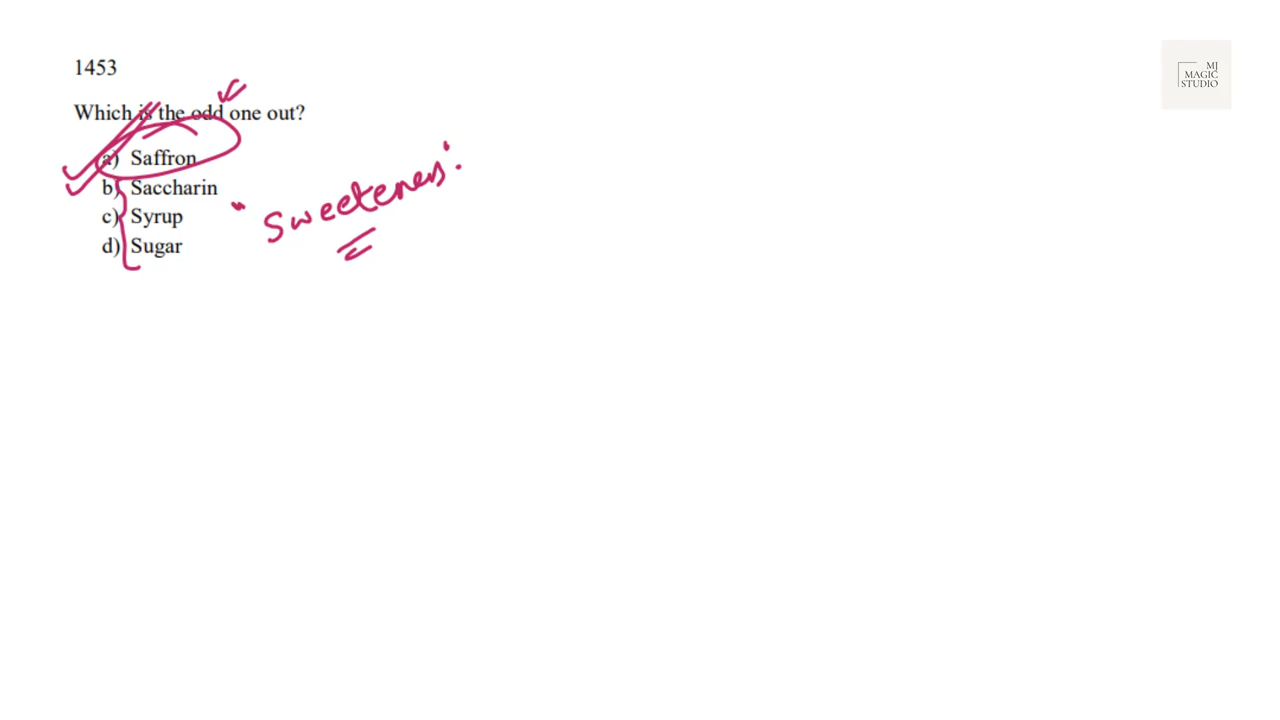 1453
Which is the odd one out?
a) Saffron
b) Saccharin
c) Syrup
d) Sugar
"Sweeteners"
MJ
MAGIC
STUDIO